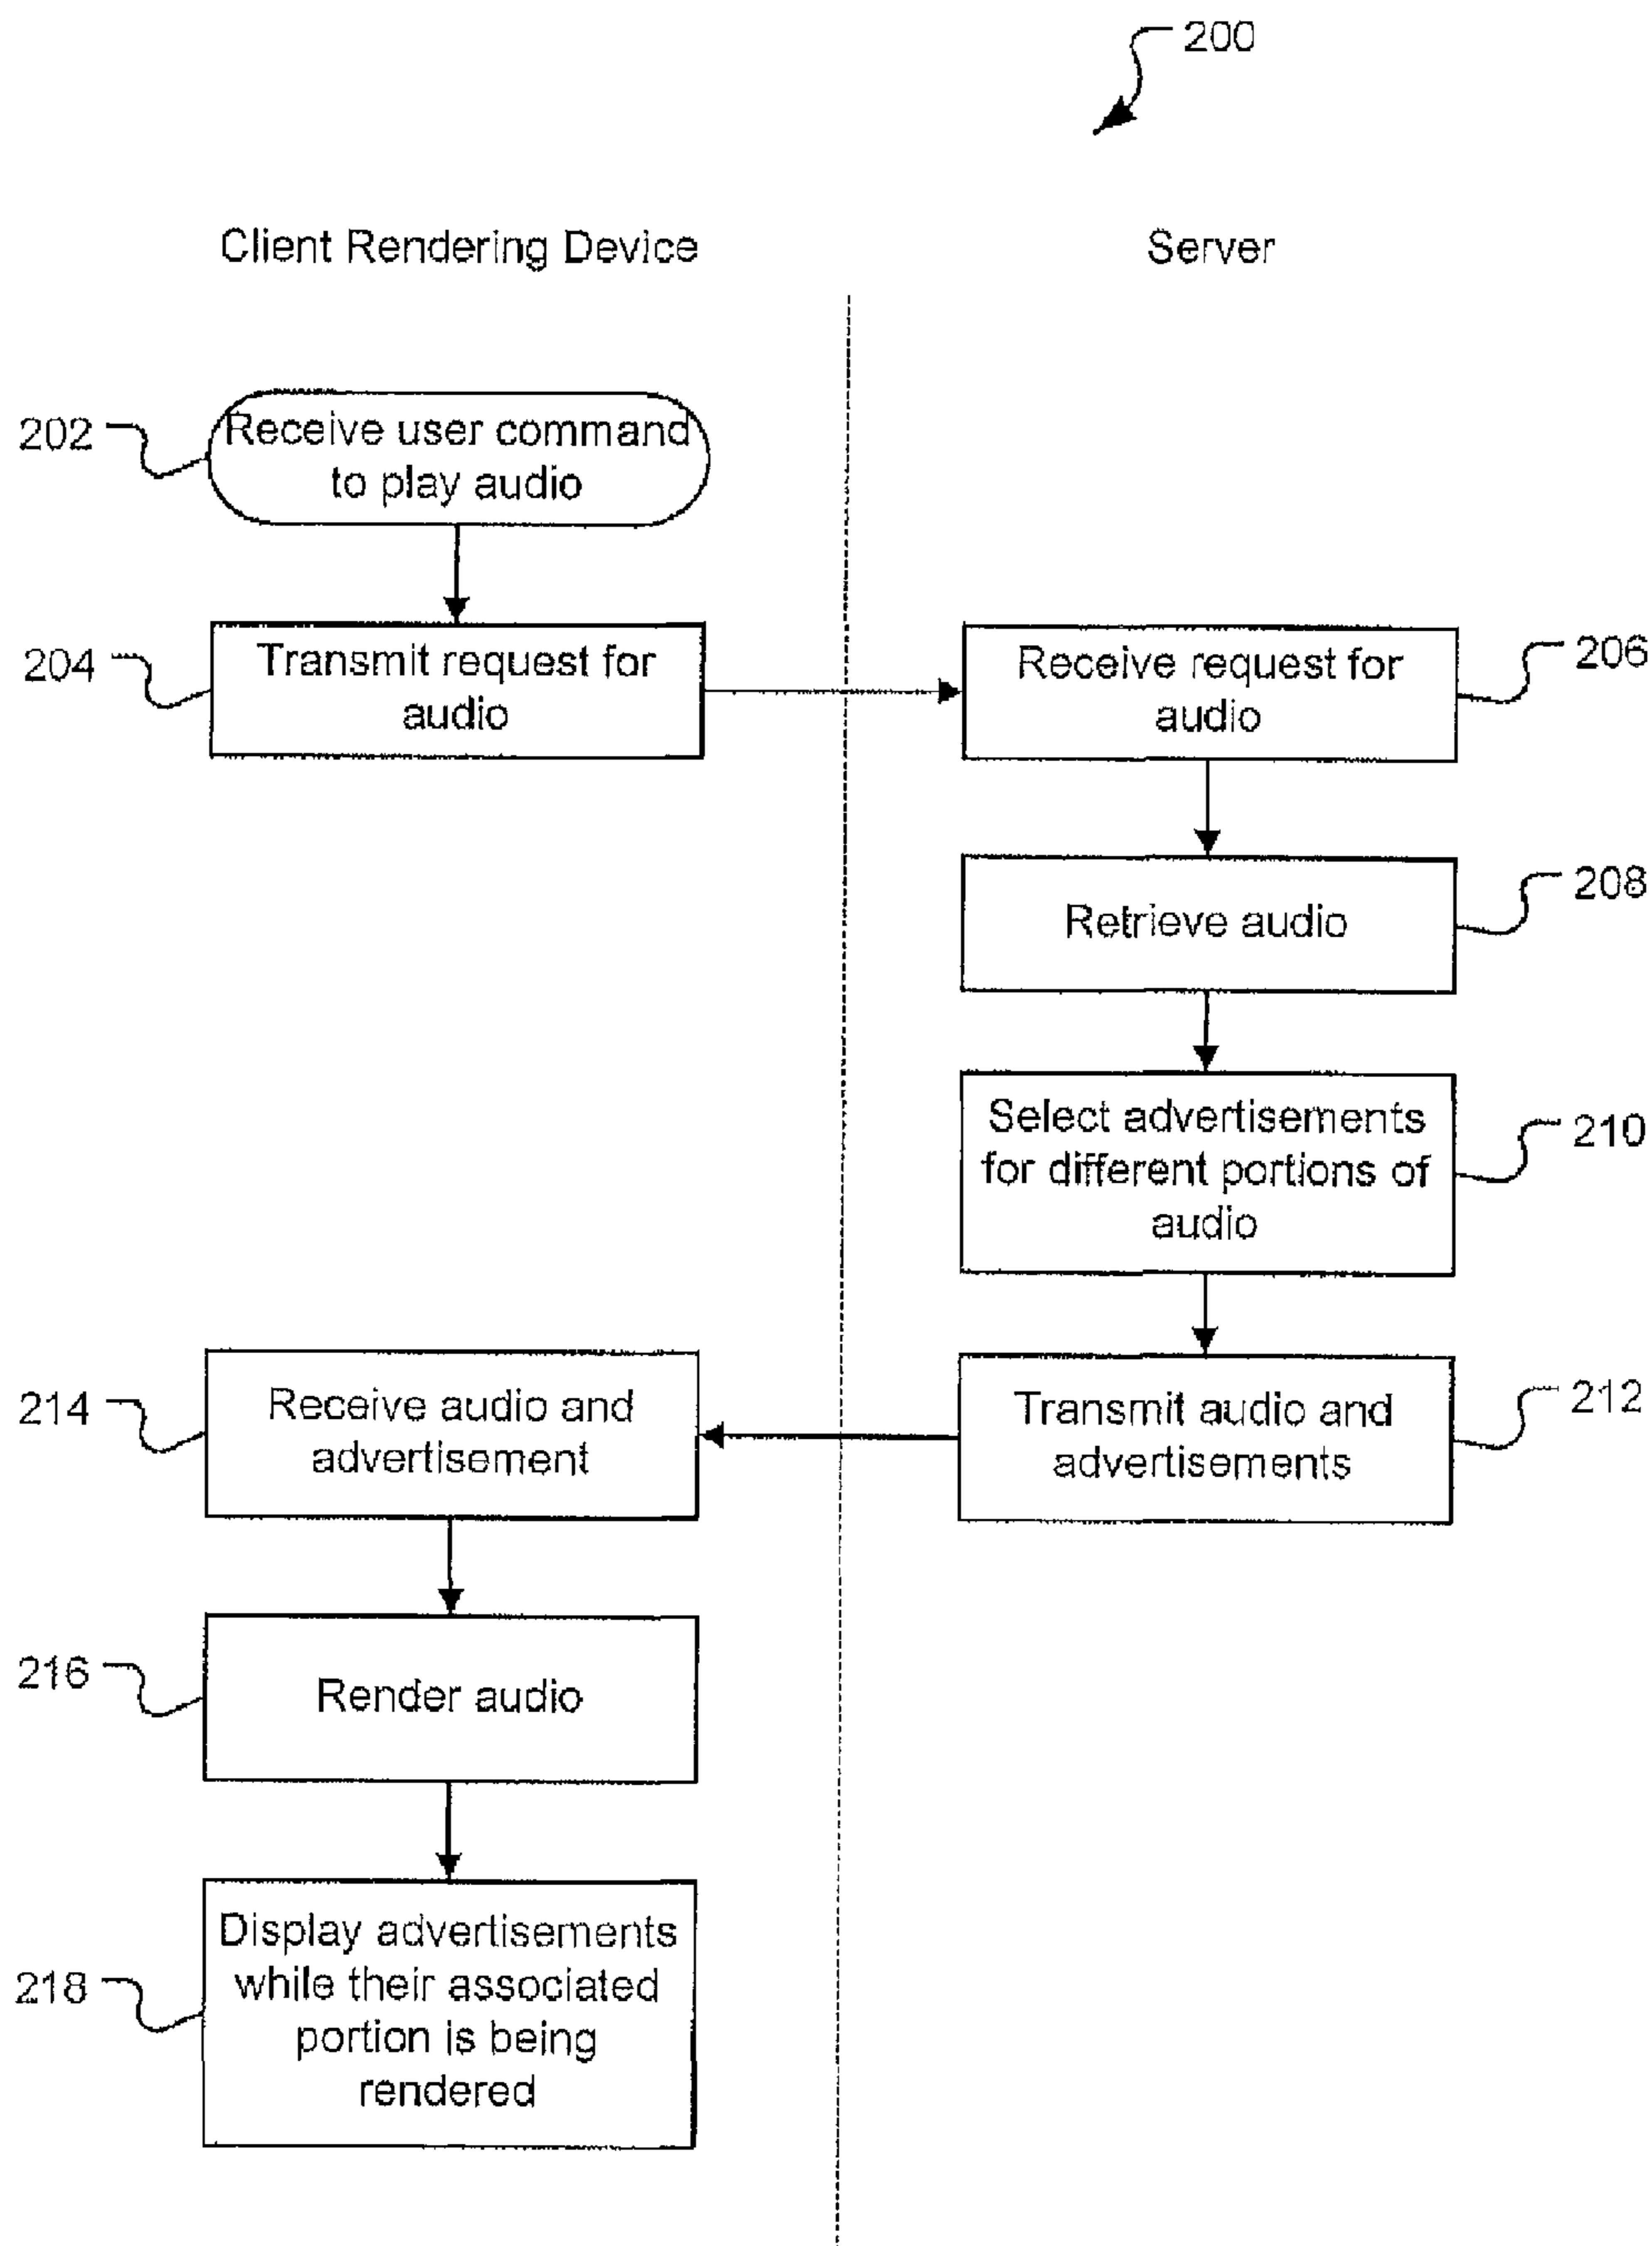 200
Client Rendering Device
Server
202
Receive user command
to play audio
204
Transmit request for
audio
Receive request for
audio
206
Retrieve audio
208
Select advertisements
for different portions of
audio
210
214
Receive audio and
advertisement
Transmit audio and
advertisements
212
216
Render audio
218
Display advertisements
while their associated
portion is being
rendered